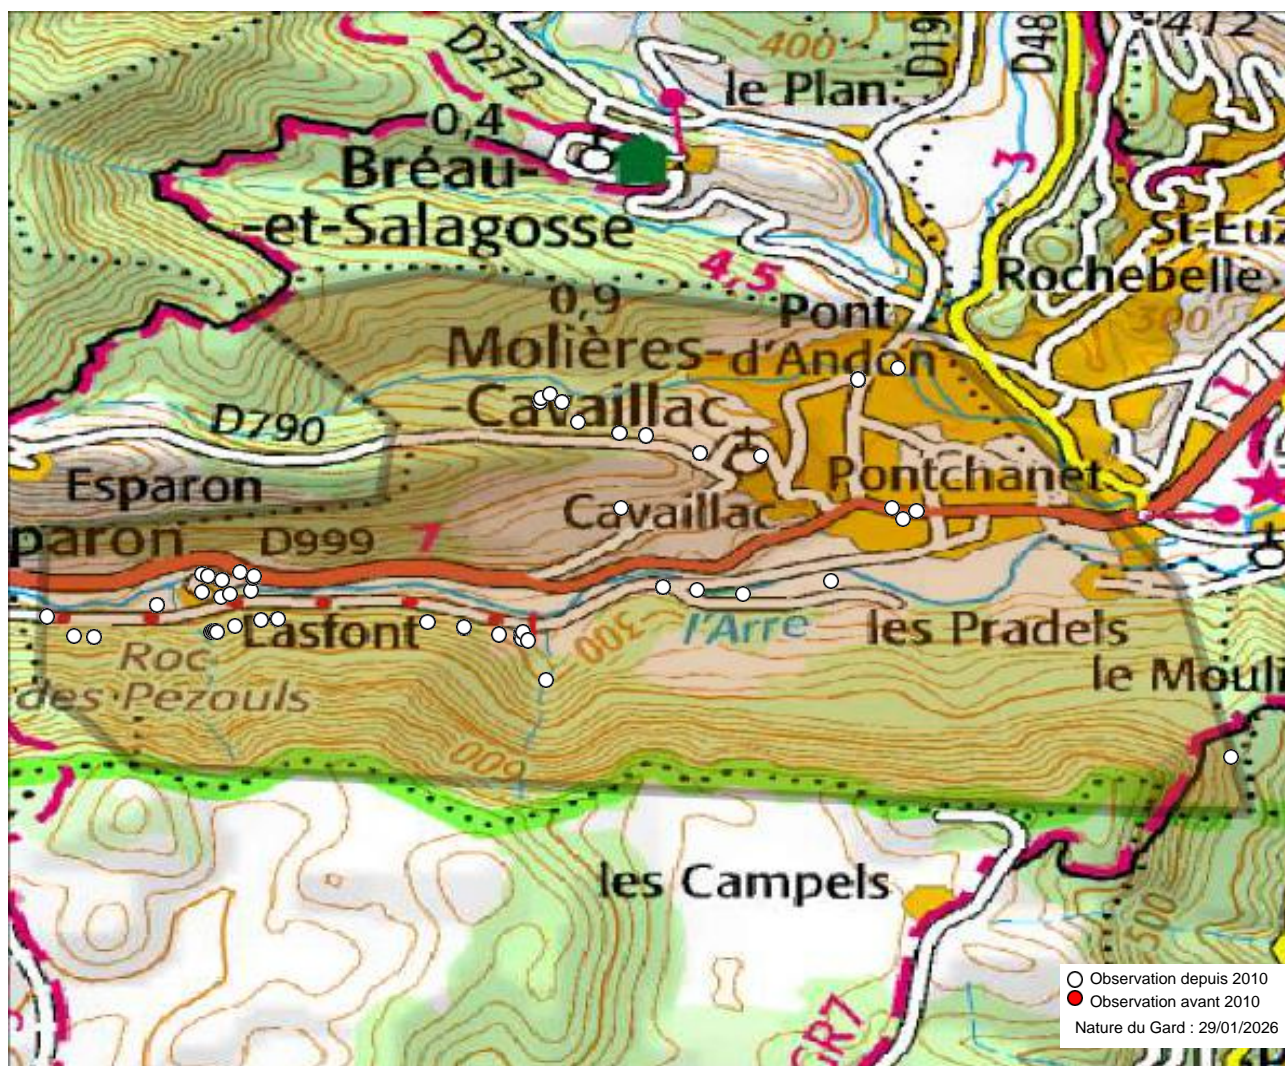 D272
400
D19
D48
412
le Plan
0,4
Bréau-
-et-Salagosse
3
St-Euz
Rochebelle
4,5
0,9
Pont
d'Andon
300
Molières-
-Cavaillac
D790
1
Esparon
Pontchanet
Cavaillac
paron
D999
7
Lasfont
300
l'Arre
les Pradels
Roc
des Pezouls
le Mouli
600
les Campels
500
GR7
Observation depuis 2010
Observation avant 2010
Nature du Gard : 29/01/2026